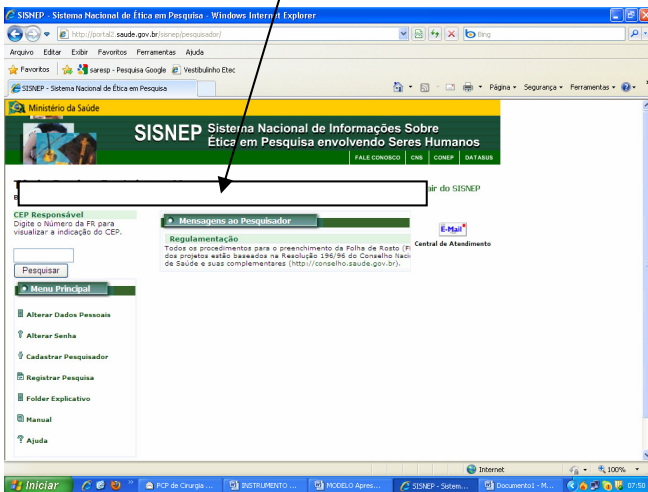 SISNEP - Sistema Nacional de Ética em Pesquisa - Windows Internet Explorer
http://portal2.saude.gov.br/sisnep/pesquisador/
Bing
Arquivo Editar Exibir Favoritos Ferramentas Ajuda
Favoritos saresp - Pesquisa Google Vestibulinho Etec
SISNEP - Sistema Nacional de Ética em Pesquisa
Página Segurança Ferramentas
Ministério da Saúde
SISNEP Sistema Nacional de Informações Sobre
Ética em Pesquisa envolvendo Seres Humanos
FALE CONOSCO CNS CONEP DATASUS
air do SISNEP
CEP Responsável
Digite o Número da FR para
visualizar a indicação do CEP.
Pesquisar
Mensagens ao Pesquisador
Regulamentação
Todos os procedimentos para o preenchimento da Folha de Rosto (F
dos projetos estão baseados na Resolução 196/96 do Conselho Naci
de Saúde e suas complementares (http://conselho.saude.gov.br).
E-Mail
Central de Atendimento
Menu Principal
Alterar Dados Pessoais
Alterar Senha
Cadastrar Pesquisador
Registrar Pesquisa
Folder Explicativo
Manual
Ajuda
Internet 100%
Iniciar PCP de Cirurgia ... INSTRUMENTO ... MODELO Apres... SISNEP - Sistem... Documento1 - M... 07:50